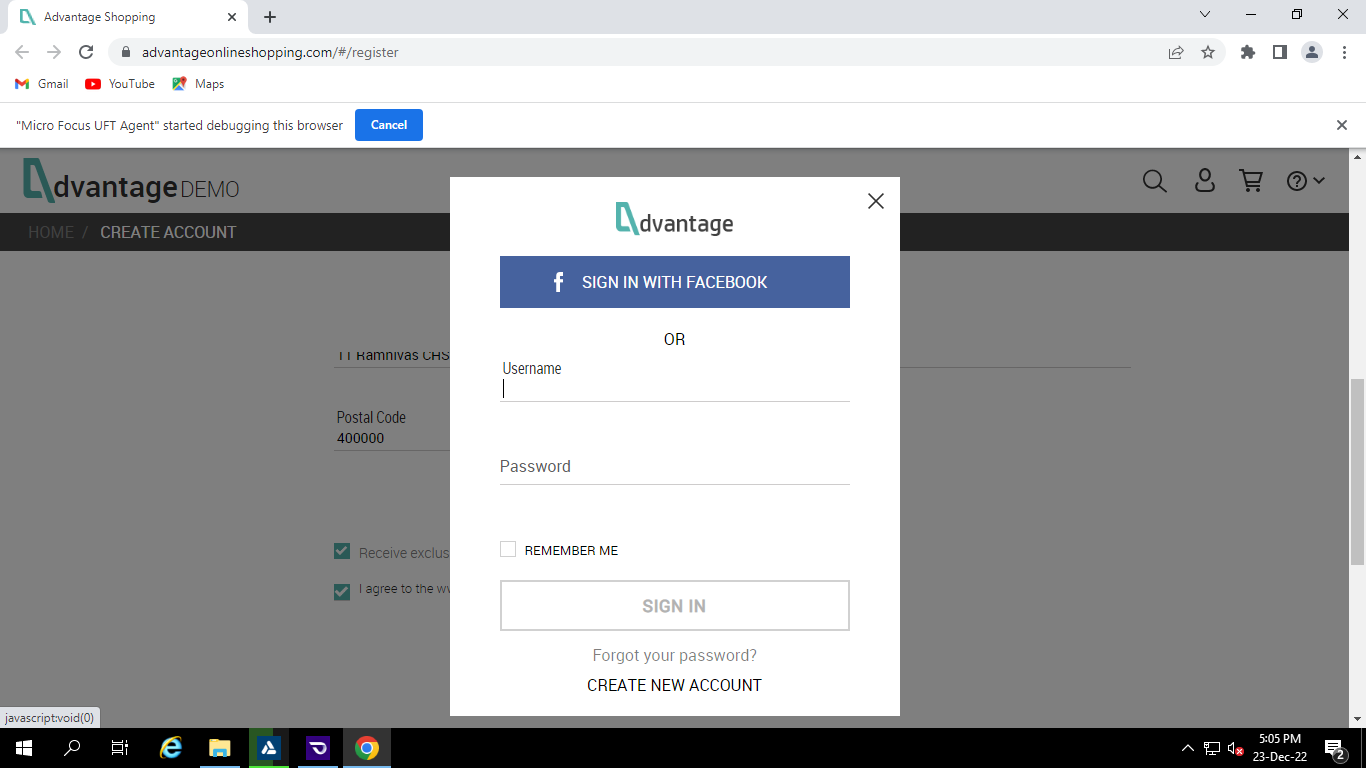 Advantage Shopping
advantageonlineshopping.com/#/register
Gmail YouTube Maps
"Micro Focus UFT Agent" started debugging this browser Cancel
dvantage DEMO
HOME / CREATE ACCOUNT
dvantage
SIGN IN WITH FACEBOOK
OR
11 Ramnivas CHS
Username
Postal Code
400000
Password
Receive exclus
REMEMBER ME
I agree to the
SIGN IN
Forgot your password?
CREATE NEW ACCOUNT
javascript:void(0)
5:05 PM
23-Dec-22
2